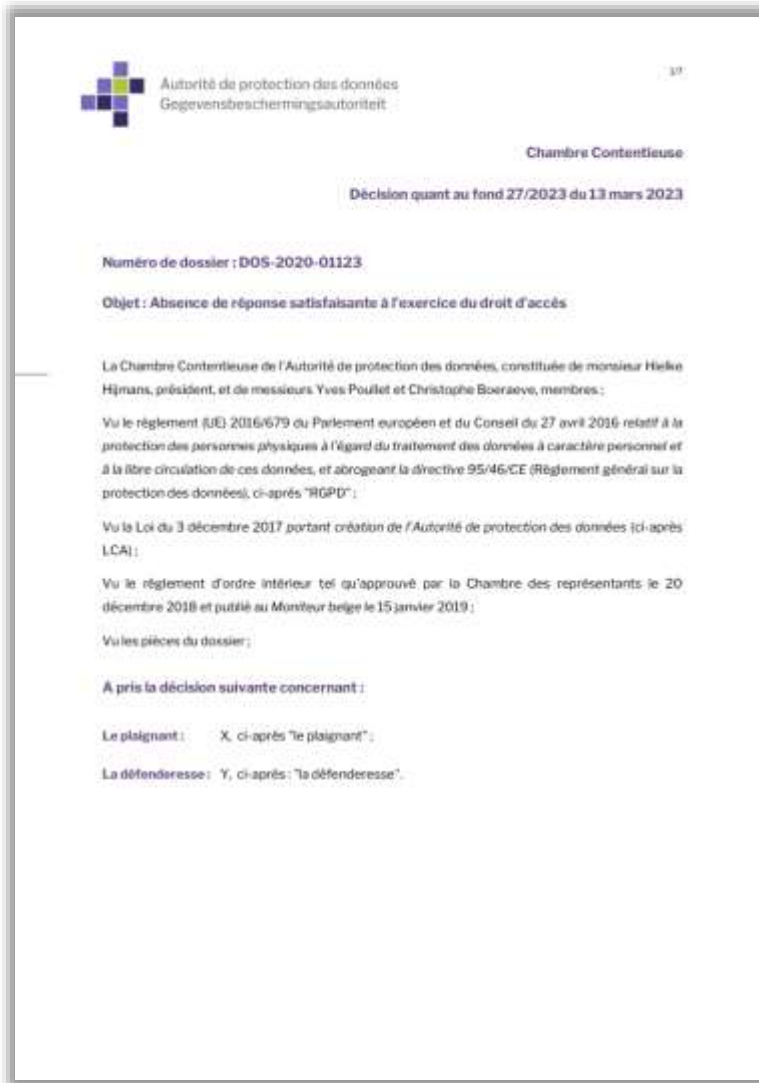 1/7
Autorité de protection des données
Gegevensbeschermingsautoriteit
Chambre Contentieuse
Décision quant au fond 27/2023 du 13 mars 2023
Numéro de dossier : DOS-2020-01123
Objet : Absence de réponse satisfaisante à l'exercice du droit d'accès
La Chambre Contentieuse de l'Autorité de protection des données, constituée de monsieur Hielke
Hijmans, président, et de messieurs Yves Poullet et Christophe Boeraeve, membres ;
Vu le règlement (UE) 2016/679 du Parlement européen et du Conseil du 27 avril 2016 relatif à la
protection des personnes physiques à l'égard du traitement des données à caractère personnel et
à la libre circulation de ces données, et abrogeant la directive 95/46/CE (Règlement général sur la
protection des données), ci-après "RGPD" ;
Vu la Loi du 3 décembre 2017 portant création de l'Autorité de protection des données (ci-après
LCA) ;
Vu le règlement d'ordre intérieur tel qu'approuvé par la Chambre des représentants le 20
décembre 2018 et publié au Moniteur belge le 15 janvier 2019 ;
Vu les pièces du dossier ;
A pris la décision suivante concernant :
Le plaignant : X, ci-après "le plaignant" ;
La défenderesse : Y, ci-après : "la défenderesse".